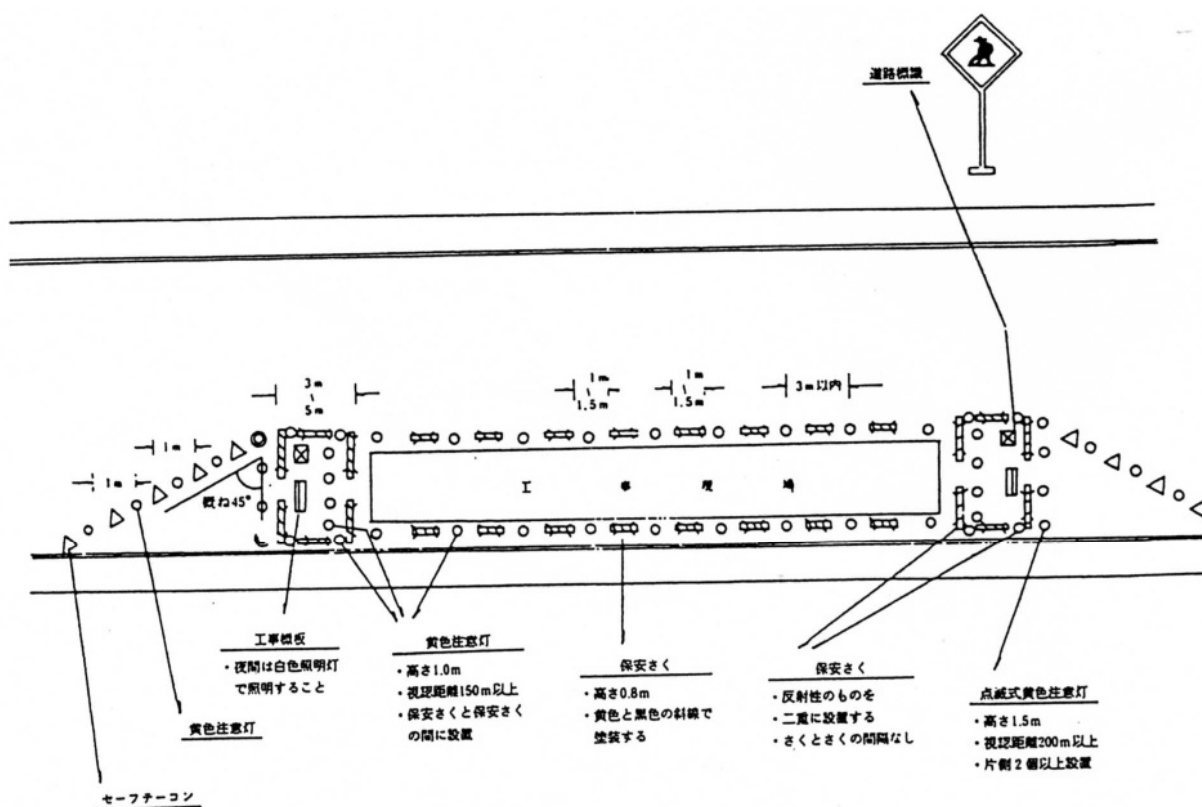 道路標識
3m
5m
1m
1.5m
1m
1.5m
3m以内
1m
1m
概ね45°
工事現場
工事標板
・夜間は白色照明灯
で照明すること
黄色注意灯
・高さ1.0m
・視認距離150m以上
・保安さくと保安さく
の間に設置
保安さく
・高さ0.8m
・黄色と黒色の斜線で
塗装する
保安さく
・反射性のものを
・二重に設置する
・さくとさくの間隔なし
点滅式黄色注意灯
・高さ1.5m
・視認距離200m以上
・片側2個以上設置
黄色注意灯
セーフテーコン